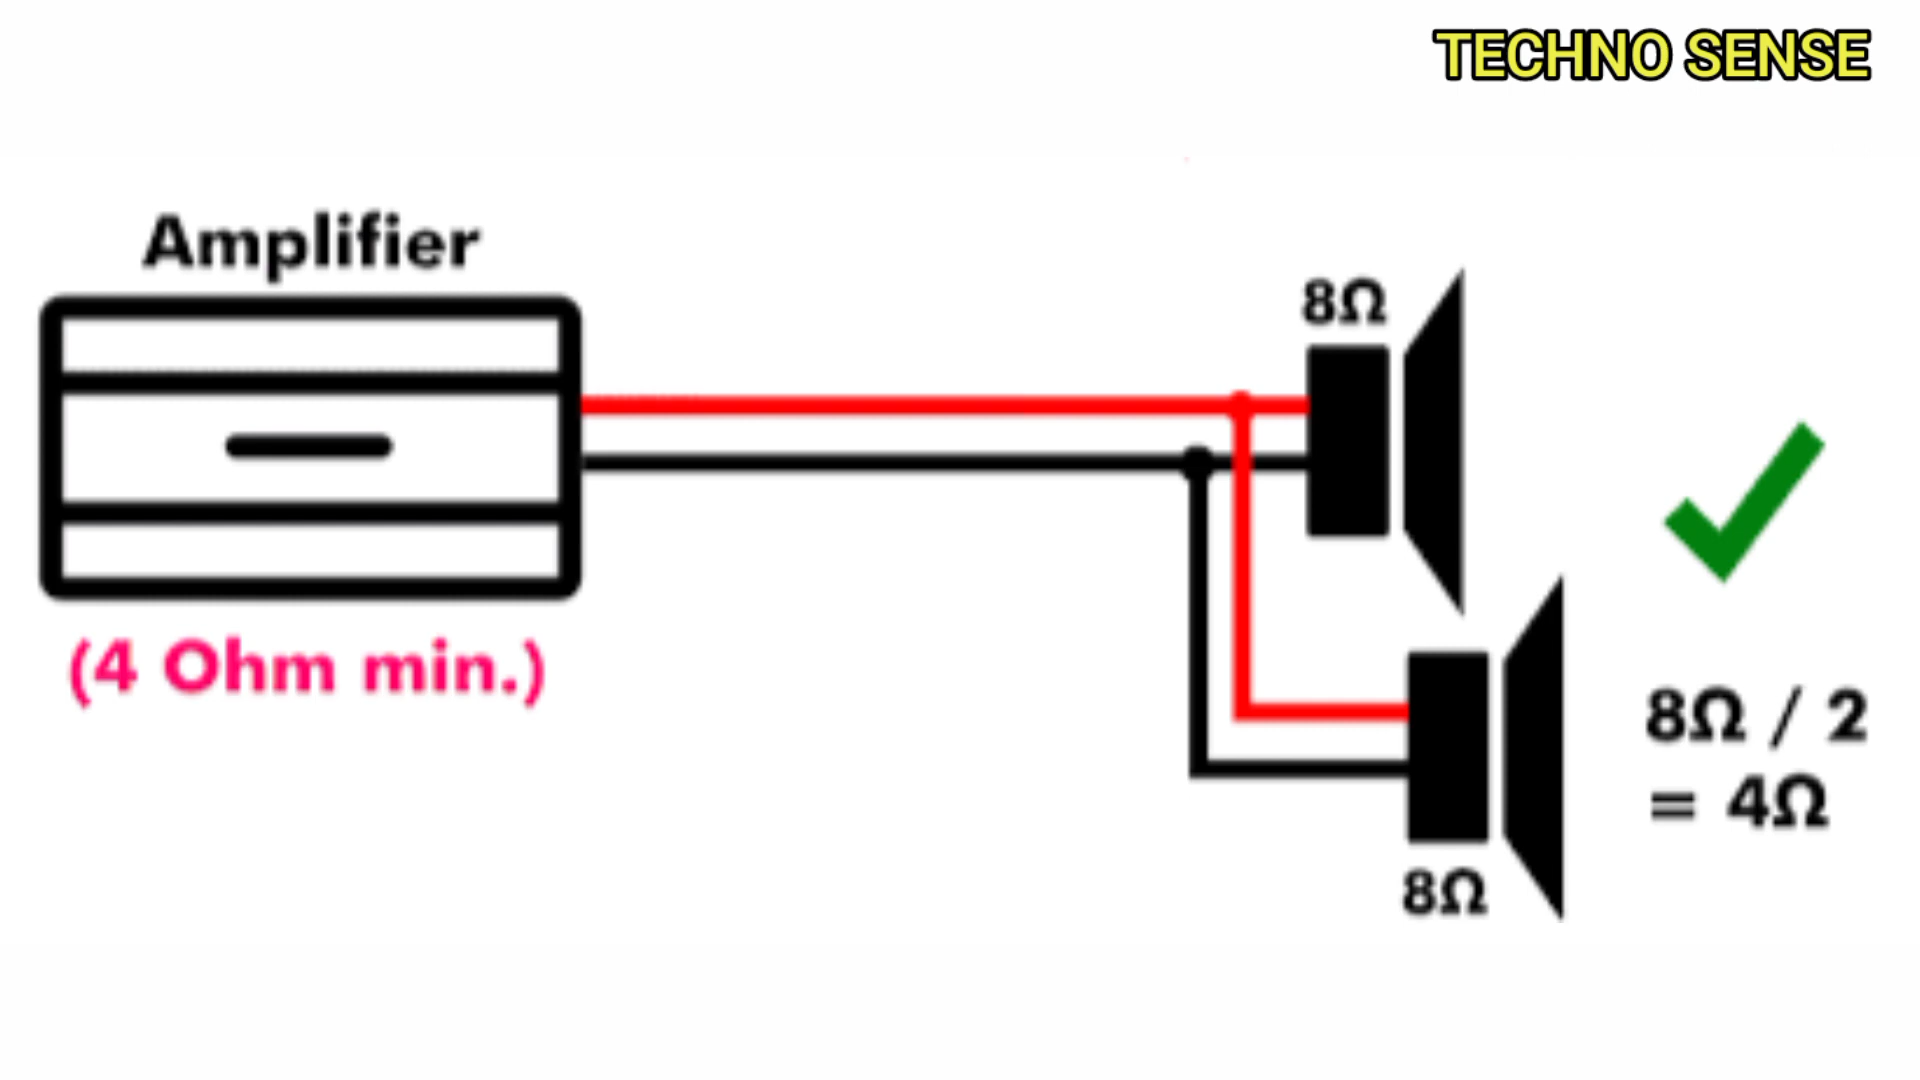 TECHNO SENSE
Amplifier
8Ω
(4 Ohm min.)
8Ω / 2
= 4Ω
8Ω